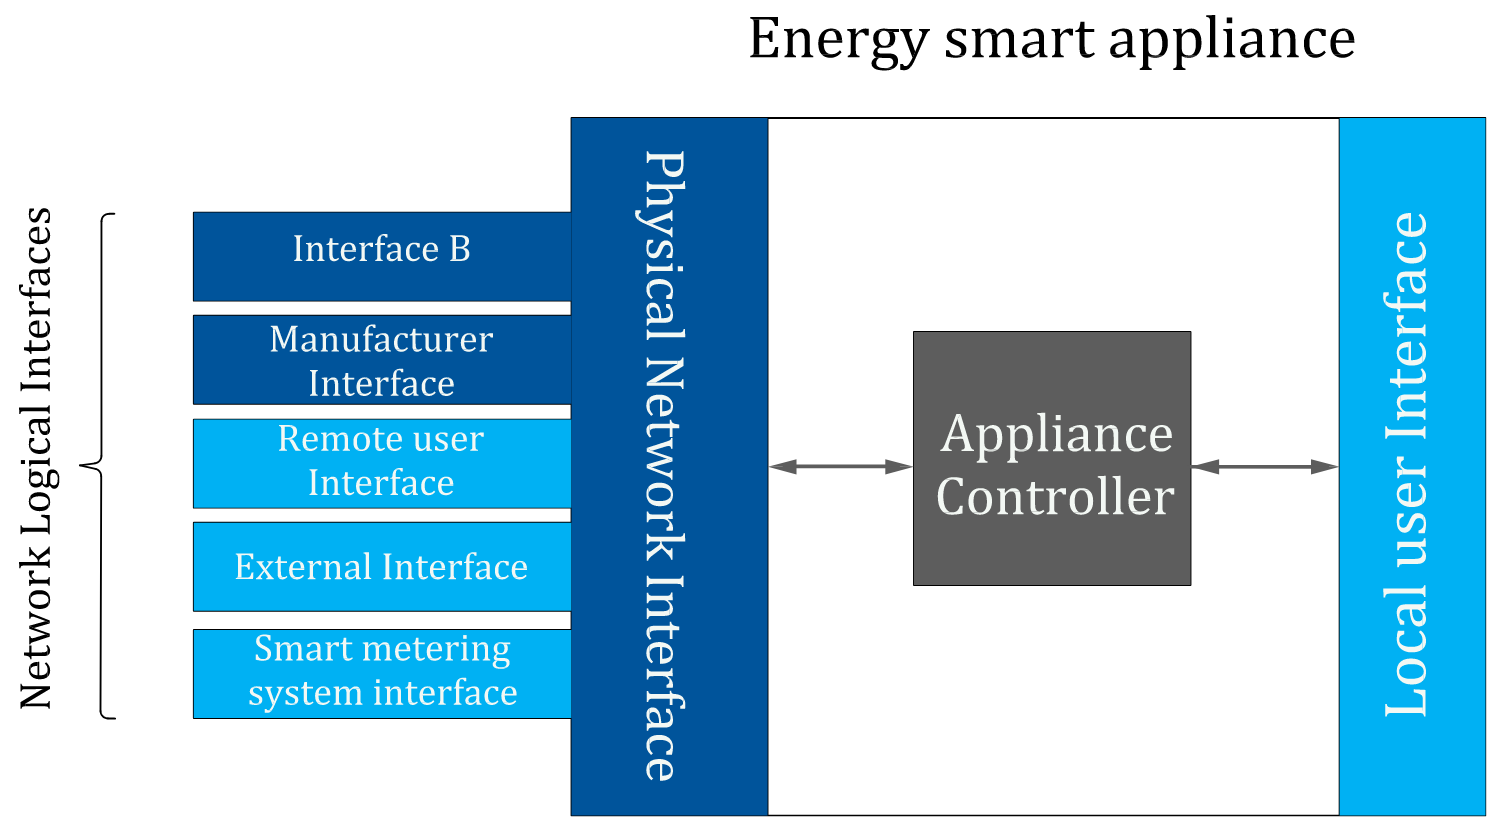 Energy smart appliance
Network Logical Interfaces
Interface B
Manufacturer
Interface
Remote user
Interface
External Interface
Smart metering
system interface
Physical Network Interface
Appliance
Controller
Local user Interface